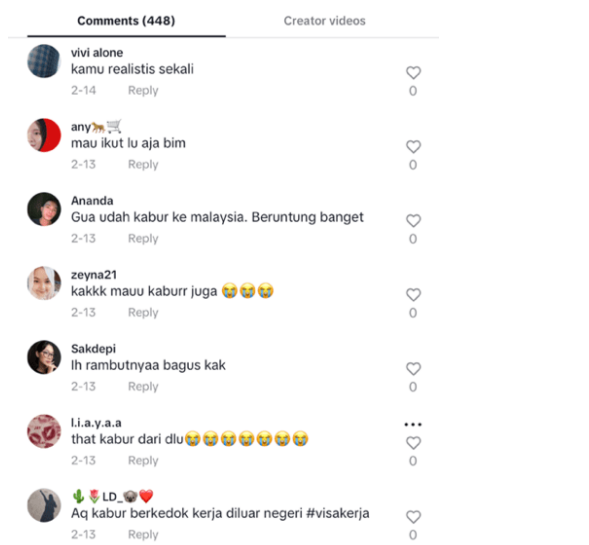 Comments (448)
Creator videos
vivi alone
kamu realistis sekali
2-14 Reply
0
any🐅🛒
mau ikut lu aja bim
2-13 Reply
0
Ananda
Gua udah kabur ke malaysia. Beruntung banget
2-13 Reply
0
zeyna21
kakkk mauu kaburr juga 😭😭😭
2-13 Reply
0
Sakdepi
Ih rambutnyaa bagus kak
2-13 Reply
0
l.i.a.y.a.a
that kabur dari dlu😭😭😭😭😭😭😭
2-13 Reply
0
🌵🌷LD_🐨❤️
Aq kabur berkedok kerja diluar negeri #visakerja
2-13 Reply
0